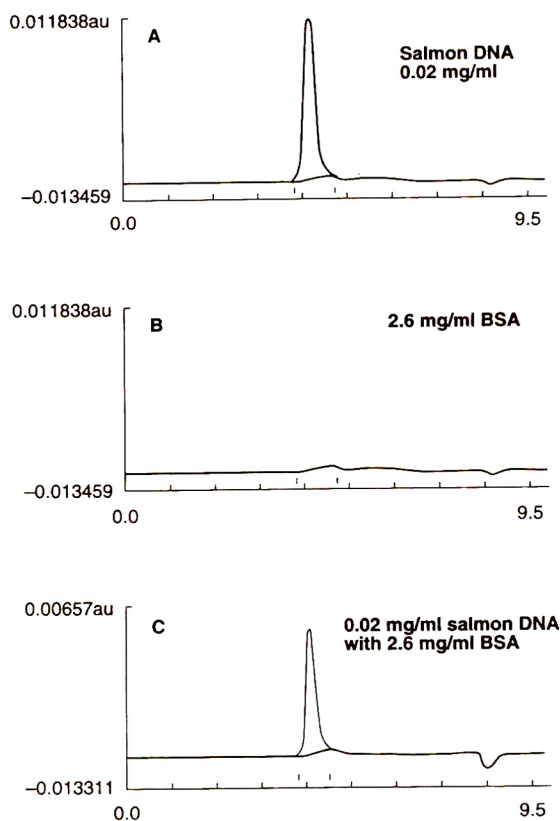 0.011838au
A
Salmon DNA
0.02 mg/ml
−0.013459
0.0
9.5
0.011838au
B
2.6 mg/ml BSA
−0.013459
0.0
9.5
0.00657au
C
0.02 mg/ml salmon DNA
with 2.6 mg/ml BSA
−0.013311
0.0
9.5